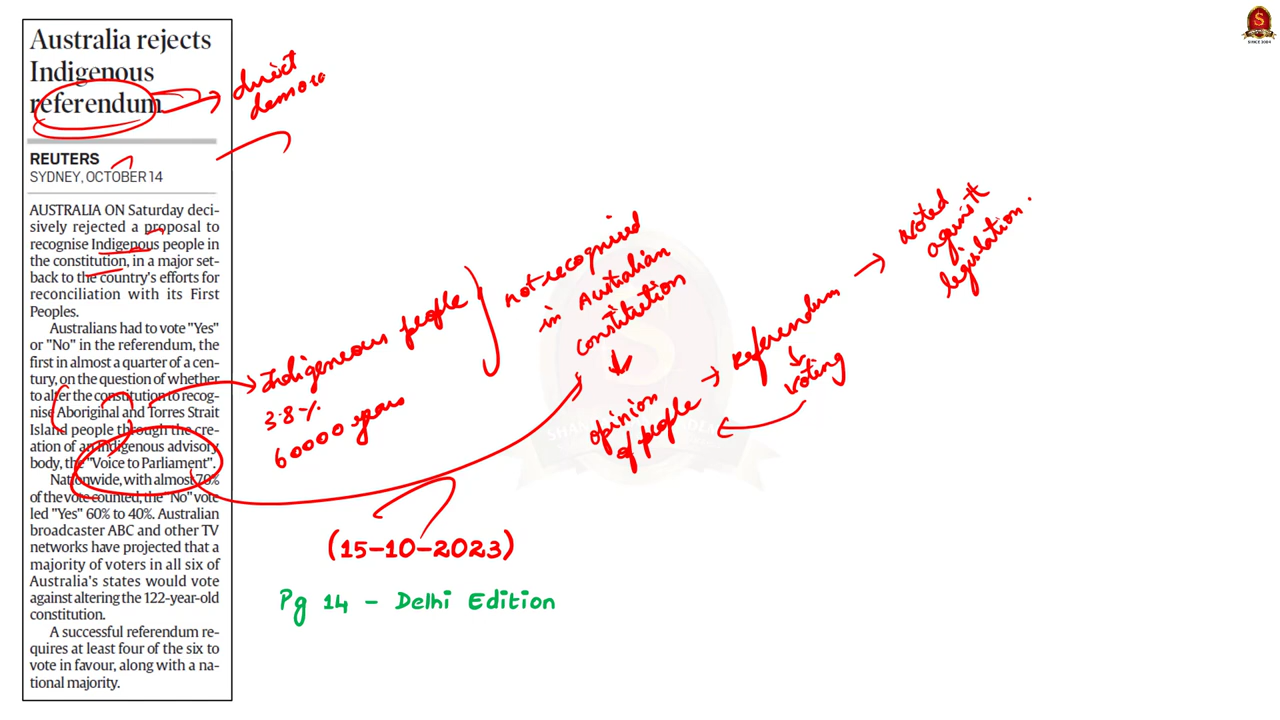 Australia rejects
Indigenous
referendum
REUTERS
SYDNEY, OCTOBER 14
AUSTRALIA ON Saturday deci-
sively rejected a proposal to
recognise Indigenous people in
the constitution, in a major set-
back to the country's efforts for
reconciliation with its First
Peoples.
Australians had to vote "Yes"
or "No" in the referendum, the
first in almost a quarter of a cen-
tury, on the question of whether
to alter the constitution to recog-
nise Aboriginal and Torres Strait
Island people through the cre-
ation of an Indigenous advisory
body, the "Voice to Parliament".
Nationwide, with almost 70%
of the vote counted, the "No" vote
led "Yes" 60% to 40%. Australian
broadcaster ABC and other TV
networks have projected that a
majority of voters in all six of
Australia's states would vote
against altering the 122-year-old
constitution.
A successful referendum re-
quires at least four of the six to
vote in favour, along with a na-
tional majority.
direct
Indigeneous people
3.8%
60000 years
not recognised
in Australian
constitution
opinion
of people
Referendum
voting
voted
against
legislation.
(15-10-2023)
Pg 14 - Delhi Edition
S
SINCE 2004